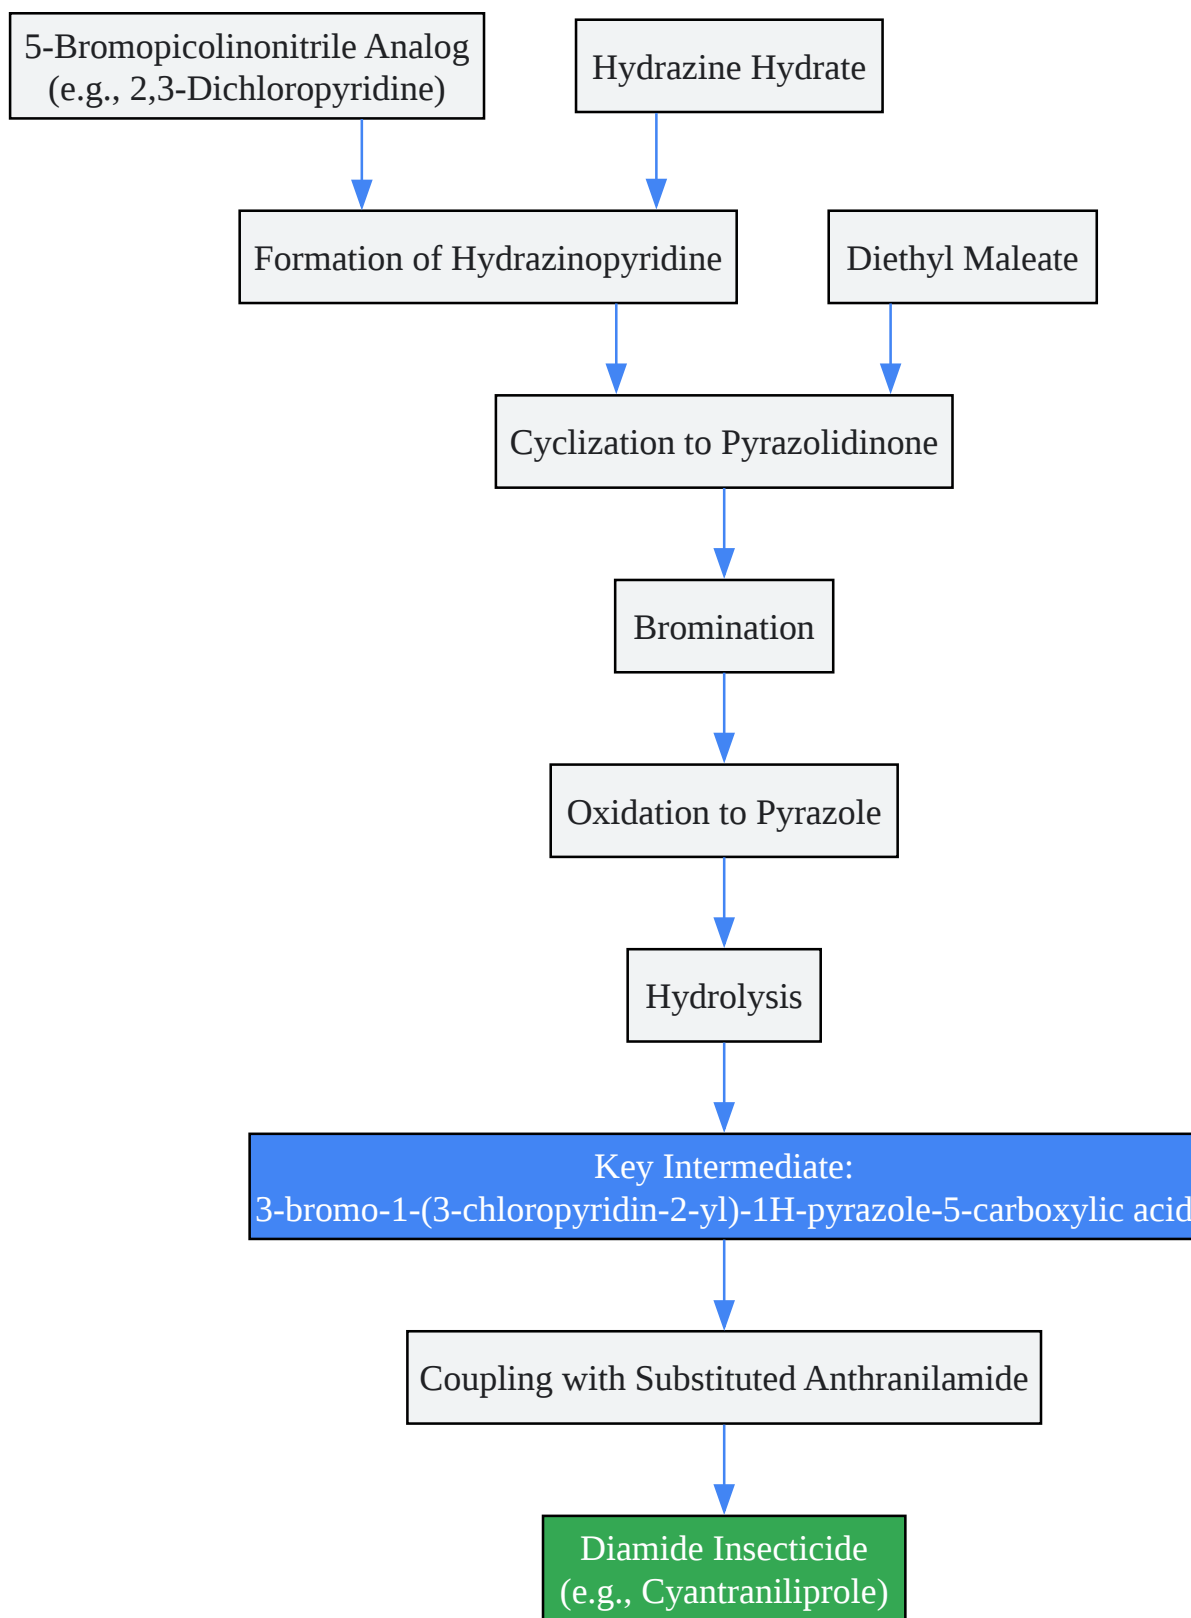 5-Bromopicolinonitrile Analog
(e.g., 2,3-Dichloropyridine)
Hydrazine Hydrate
Formation of Hydrazinopyridine
Diethyl Maleate
Cyclization to Pyrazolidinone
Bromination
Oxidation to Pyrazole
Hydrolysis
Key Intermediate:
3-bromo-1-(3-chloropyridin-2-yl)-1H-pyrazole-5-carboxylic acid
Coupling with Substituted Anthranilamide
Diamide Insecticide
(e.g., Cyantraniliprole)